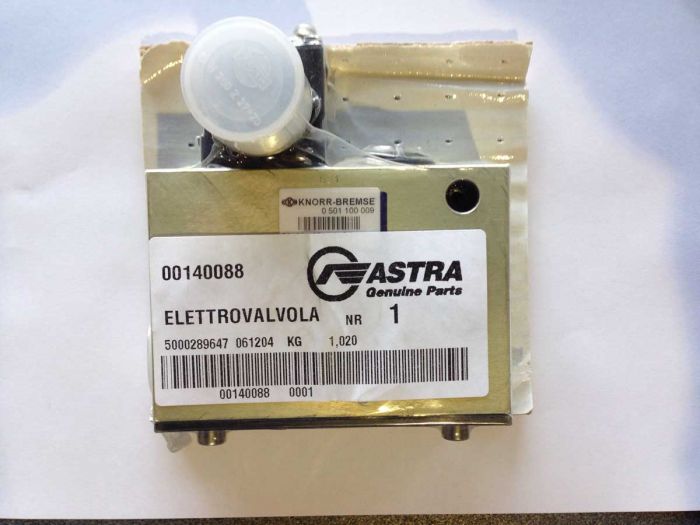 KNORR-BREMSE
0 501 100 009
00140088
ASTRA
Genuine Parts
ELETTROVALVOLA NR 1
5000289647 061204 KG 1,020
00140088 0001